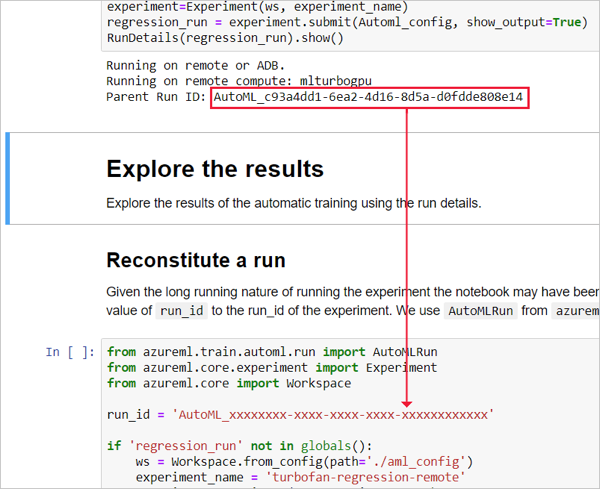 experiment=Experiment(ws, experiment_name)
regression_run = experiment.submit(Automl_config, show_output=True)
RunDetails(regression_run).show()
Running on remote or ADB.
Running on remote compute: mlturbogpu
Parent Run ID: AutoML_c93a4dd1-6ea2-4d16-8d5a-d0fdde808e14
Explore the results
Explore the results of the automatic training using the run details.
Reconstitute a run
Given the long running nature of running the experiment the notebook may have been
value of run_id to the run_id of the experiment. We use AutoMLRun from azurem
In [ ]:
from azureml.train.automl.run import AutoMLRun
from azureml.core.experiment import Experiment
from azureml.core import Workspace
run_id = 'AutoML_xxxxxxxx-xxxx-xxxx-xxxx-xxxxxxxxxxxx'
if 'regression_run' not in globals():
    ws = Workspace.from_config(path='./aml_config')
    experiment_name = 'turbofan-regression-remote'